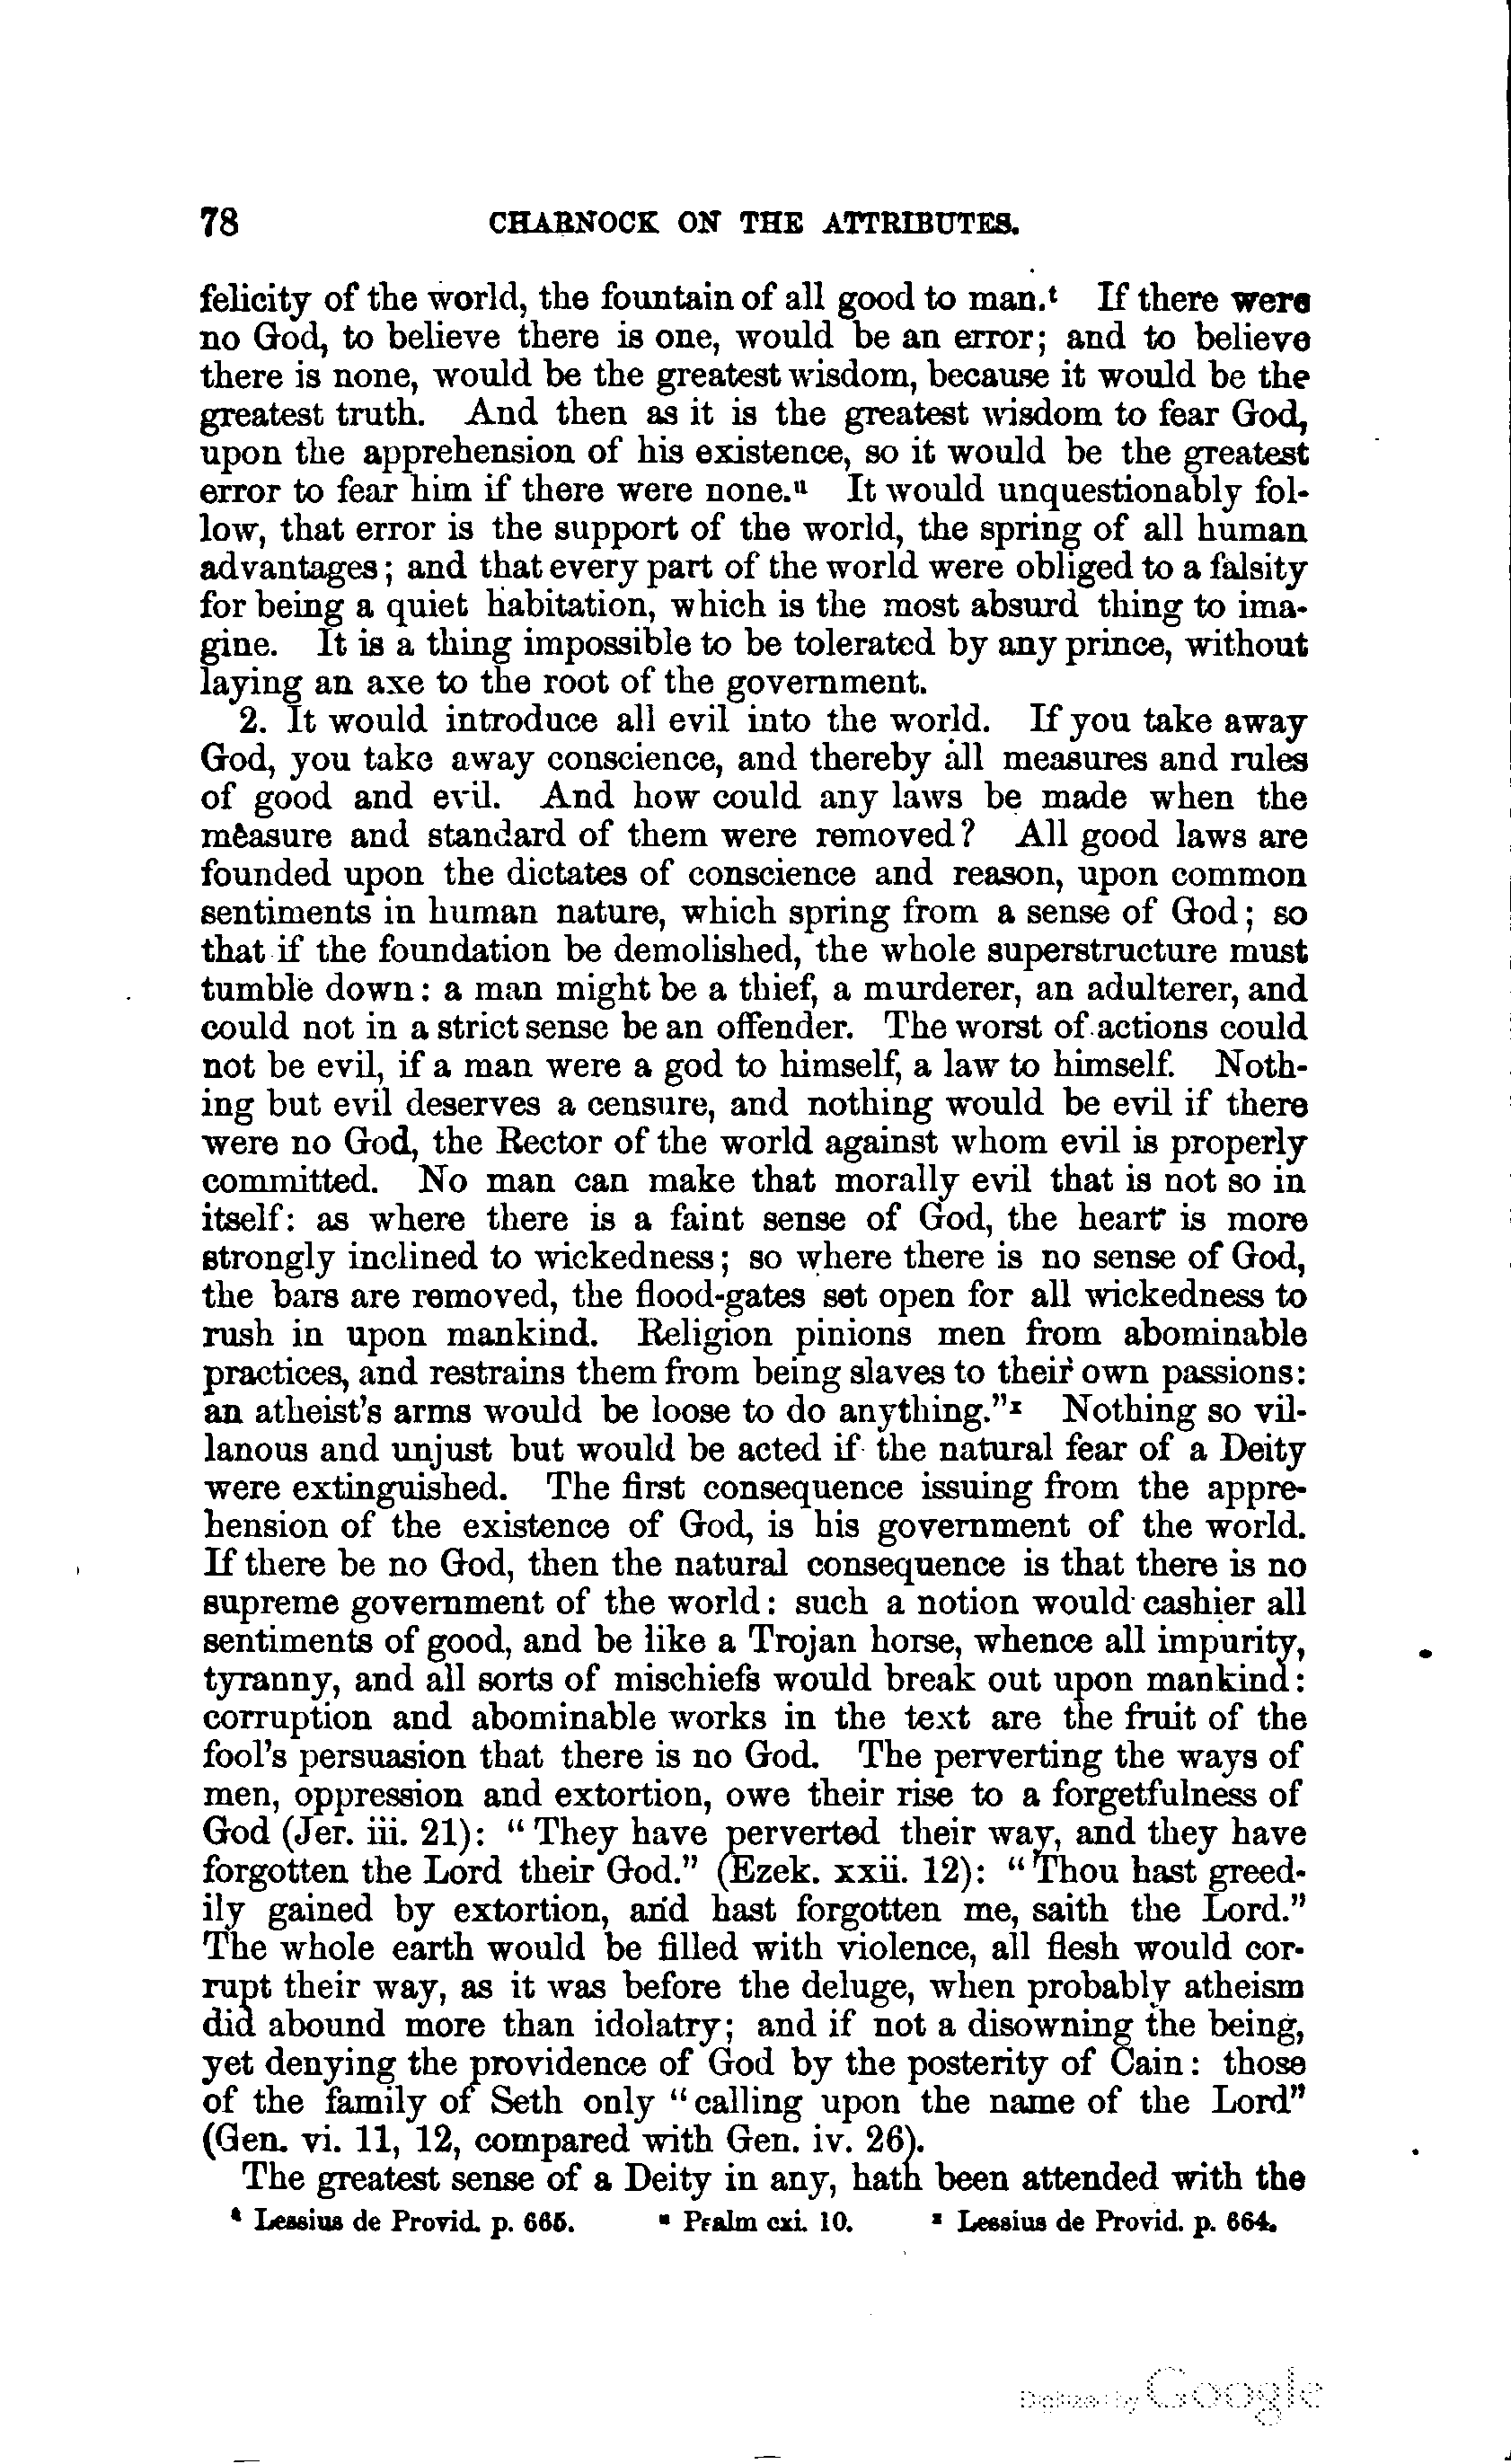 78 CHARNOCK ON THE ATTRIBUTES.
felicity of the world, the fountain of all good to man.t If there were
no God, to believe there is one, would be an error; and to believe
there is none, would be the greatest wisdom, because it would be the
greatest truth. And then as it is the greatest wisdom to fear God,
upon the apprehension of his existence, so it would be the greatest
error to fear him if there were none.u It would unquestionably fol-
low, that error is the support of the world, the spring of all human
advantages; and that every part of the world were obliged to a falsity
for being a quiet habitation, which is the most absurd thing to ima-
gine. It is a thing impossible to be tolerated by any prince, without
laying an axe to the root of the government.
2. It would introduce all evil into the world. If you take away
God, you take away conscience, and thereby all measures and rules
of good and evil. And how could any laws be made when the
measure and standard of them were removed? All good laws are
founded upon the dictates of conscience and reason, upon common
sentiments in human nature, which spring from a sense of God; so
that if the foundation be demolished, the whole superstructure must
tumble down: a man might be a thief, a murderer, an adulterer, and
could not in a strict sense be an offender. The worst of actions could
not be evil, if a man were a god to himself, a law to himself. Noth-
ing but evil deserves a censure, and nothing would be evil if there
were no God, the Rector of the world against whom evil is properly
committed. No man can make that morally evil that is not so in
itself: as where there is a faint sense of God, the heart is more
strongly inclined to wickedness; so where there is no sense of God,
the bars are removed, the flood-gates set open for all wickedness to
rush in upon mankind. Religion pinions men from abominable
practices, and restrains them from being slaves to their own passions:
an atheist's arms would be loose to do anything."x Nothing so vil-
lanous and unjust but would be acted if the natural fear of a Deity
were extinguished. The first consequence issuing from the appre-
hension of the existence of God, is his government of the world.
If there be no God, then the natural consequence is that there is no
supreme government of the world: such a notion would cashier all
sentiments of good, and be like a Trojan horse, whence all impurity,
tyranny, and all sorts of mischiefs would break out upon mankind:
corruption and abominable works in the text are the fruit of the
fool's persuasion that there is no God. The perverting the ways of
men, oppression and extortion, owe their rise to a forgetfulness of
God (Jer. iii. 21): "They have perverted their way, and they have
forgotten the Lord their God." (Ezek. xxii. 12): "Thou hast greed-
ily gained by extortion, and hast forgotten me, saith the Lord."
The whole earth would be filled with violence, all flesh would cor-
rupt their way, as it was before the deluge, when probably atheism
did abound more than idolatry; and if not a disowning the being,
yet denying the providence of God by the posterity of Cain: those
of the family of Seth only "calling upon the name of the Lord"
(Gen. vi. 11, 12, compared with Gen. iv. 26).
The greatest sense of a Deity in any, hath been attended with the
t Lessius de Provid. p. 665. u Psalm cxi. 10. x Lessius de Provid. p. 664.
Digitized by Google